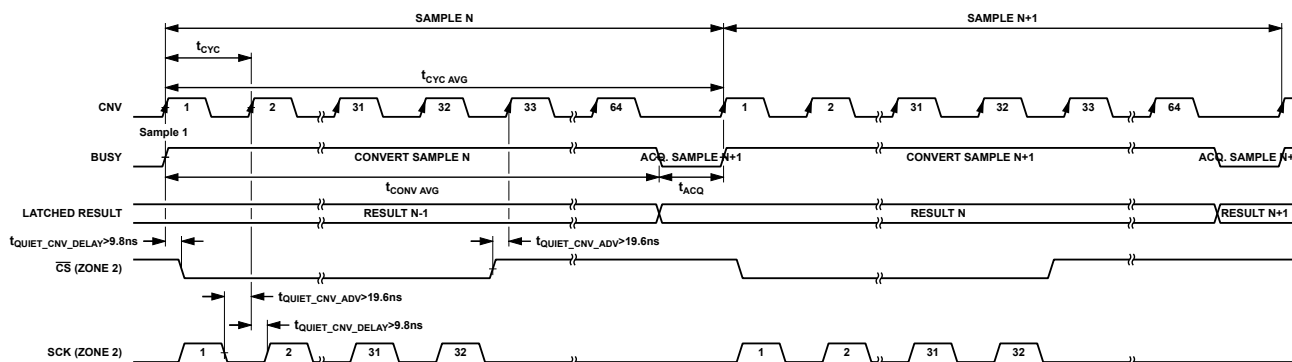 SAMPLE N SAMPLE N+1
tCYC
tCYC AVG
CNV 1 2 31 32 33 64 1 2 31 32 33 64
Sample 1
BUSY CONVERT SAMPLE N ACQ. SAMPLE N+1 CONVERT SAMPLE N+1 ACQ. SAMPLE N+
tCONV AVG tACQ
LATCHED RESULT RESULT N-1 RESULT N RESULT N+1
tQUIET_CNV_DELAY>9.8ns tQUIET_CNV_ADV>19.6ns
CS (ZONE 2)
tQUIET_CNV_ADV>19.6ns
tQUIET_CNV_DELAY>9.8ns
SCK (ZONE 2) 1 2 31 32 1 2 31 32